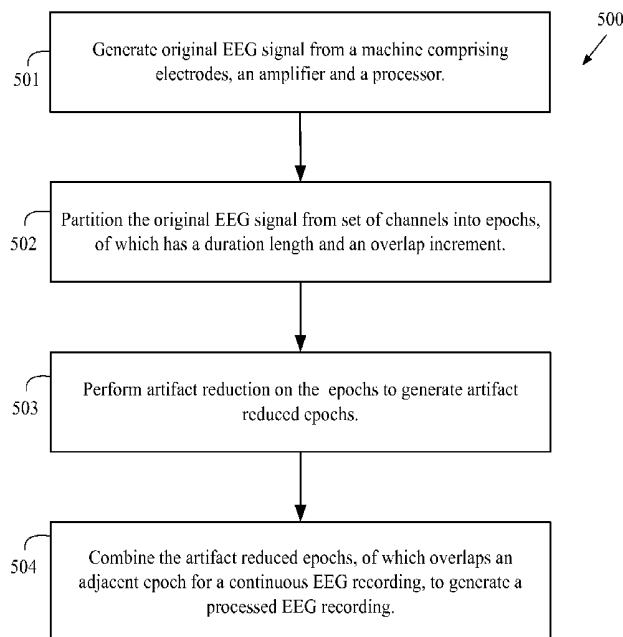 500
501
Generate original EEG signal from a machine comprising
electrodes, an amplifier and a processor.
502
Partition the original EEG signal from set of channels into epochs,
of which has a duration length and an overlap increment.
503
Perform artifact reduction on the epochs to generate artifact
reduced epochs.
504
Combine the artifact reduced epochs, of which overlaps an
adjacent epoch for a continuous EEG recording, to generate a
processed EEG recording.